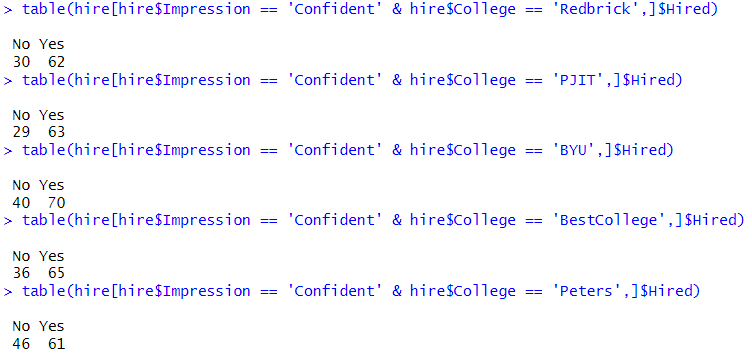 > table(hire[hire$Impression == 'Confident' & hire$College == 'Redbrick',]$Hired)
No Yes
30 62
> table(hire[hire$Impression == 'Confident' & hire$College == 'PJIT',]$Hired)
No Yes
29 63
> table(hire[hire$Impression == 'Confident' & hire$College == 'BYU',]$Hired)
No Yes
40 70
> table(hire[hire$Impression == 'Confident' & hire$College == 'BestCollege',]$Hired)
No Yes
36 65
> table(hire[hire$Impression == 'Confident' & hire$College == 'Peters',]$Hired)
No Yes
46 61